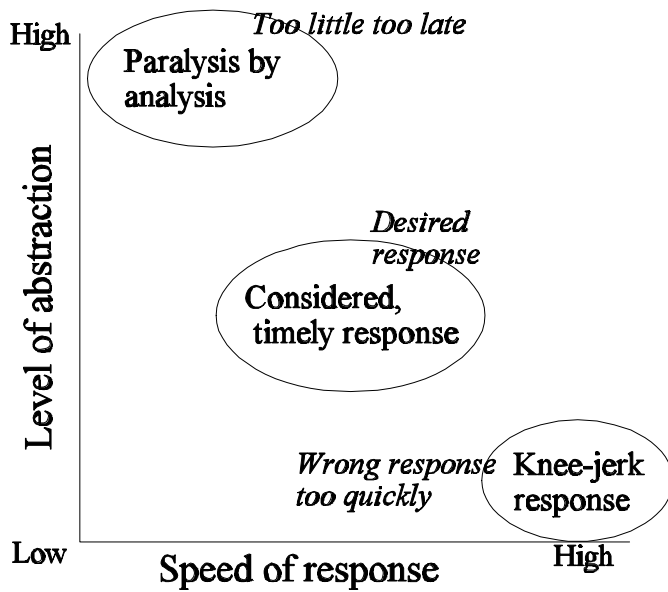 High
Too little too late
Paralysis by
analysis
Level of abstraction
Desired
response
Considered,
timely response
Wrong response
too quickly
Knee-jerk
response
Low
High
Speed of response